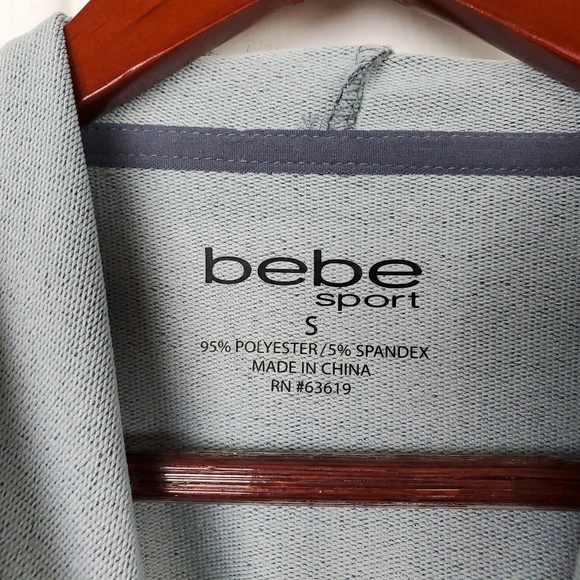 bebe
sport
S
95% POLYESTER/5% SPANDEX
MADE IN CHINA
RN #63619